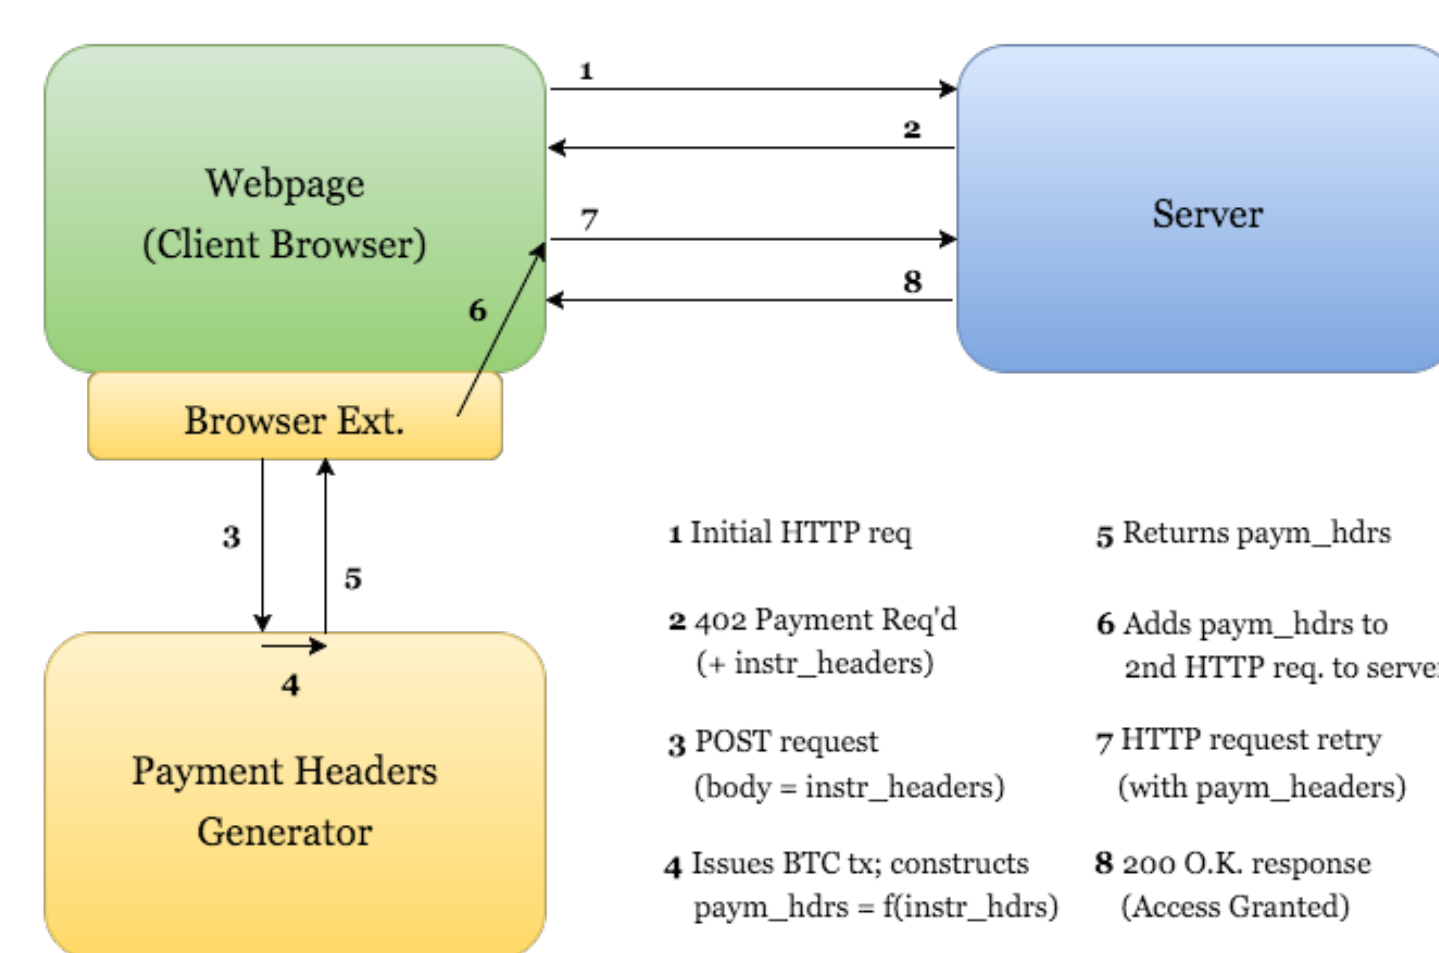 1
2
Webpage
(Client Browser)
7
Server
8
6
Browser Ext.
3
5
4
Payment Headers
Generator
1 Initial HTTP req
2 402 Payment Req'd
(+ instr_headers)
3 POST request
(body = instr_headers)
4 Issues BTC tx; constructs
paym_hdrs = f(instr_hdrs)
5 Returns paym_hdrs
6 Adds paym_hdrs to
2nd HTTP req. to server
7 HTTP request retry
(with paym_headers)
8 200 O.K. response
(Access Granted)